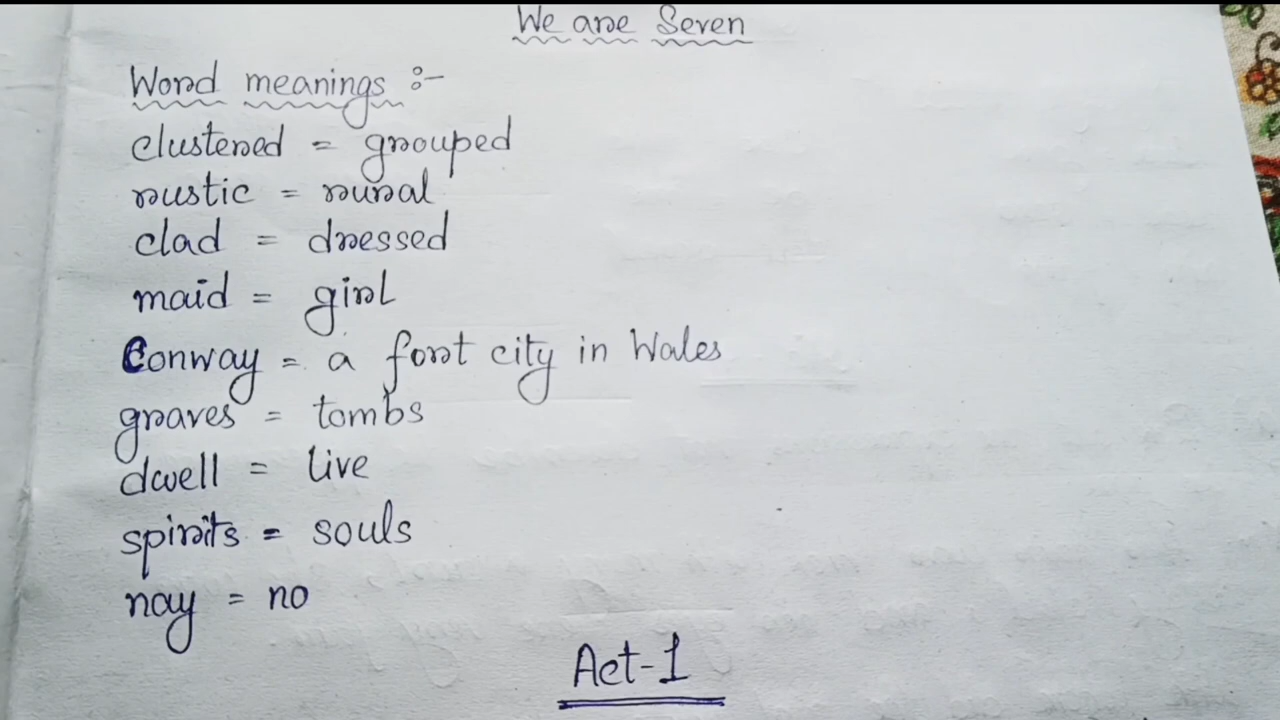 We are Seven
Word meanings :-
clustered = grouped
rustic = rural
clad = dressed
maid = girl
Conway = a fort city in Wales
graves = tombs
dwell = live
spirits = souls
nay = no
Act-1